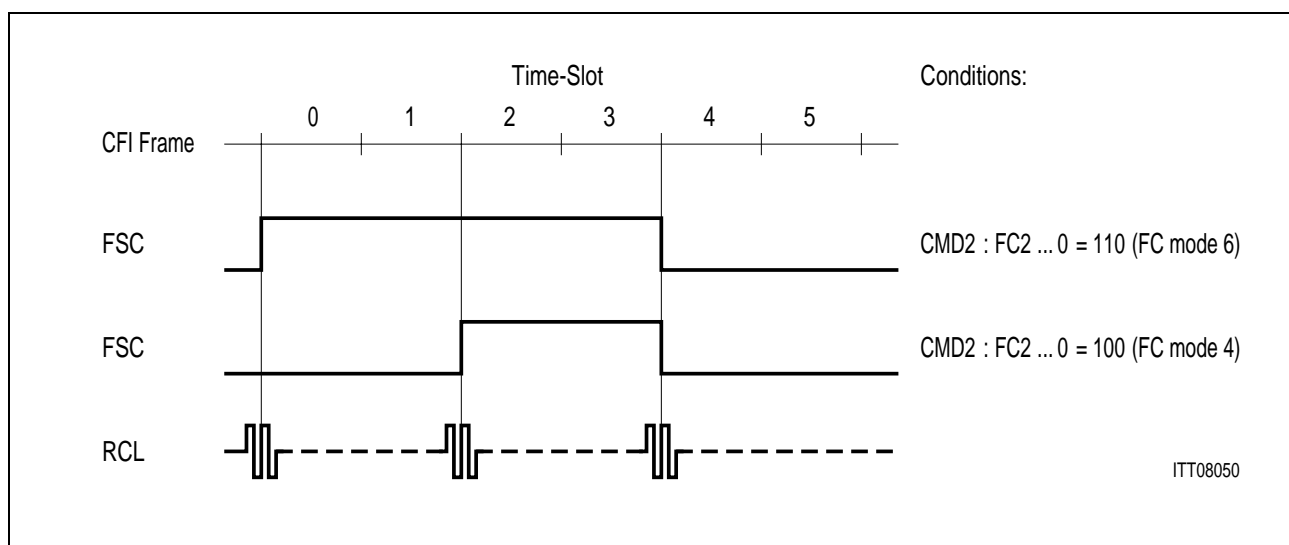 Time-Slot Conditions:
0 1 2 3 4 5
CFI Frame
FSC CMD2 : FC2 ... 0 = 110 (FC mode 6)
FSC CMD2 : FC2 ... 0 = 100 (FC mode 4)
RCL
ITT08050